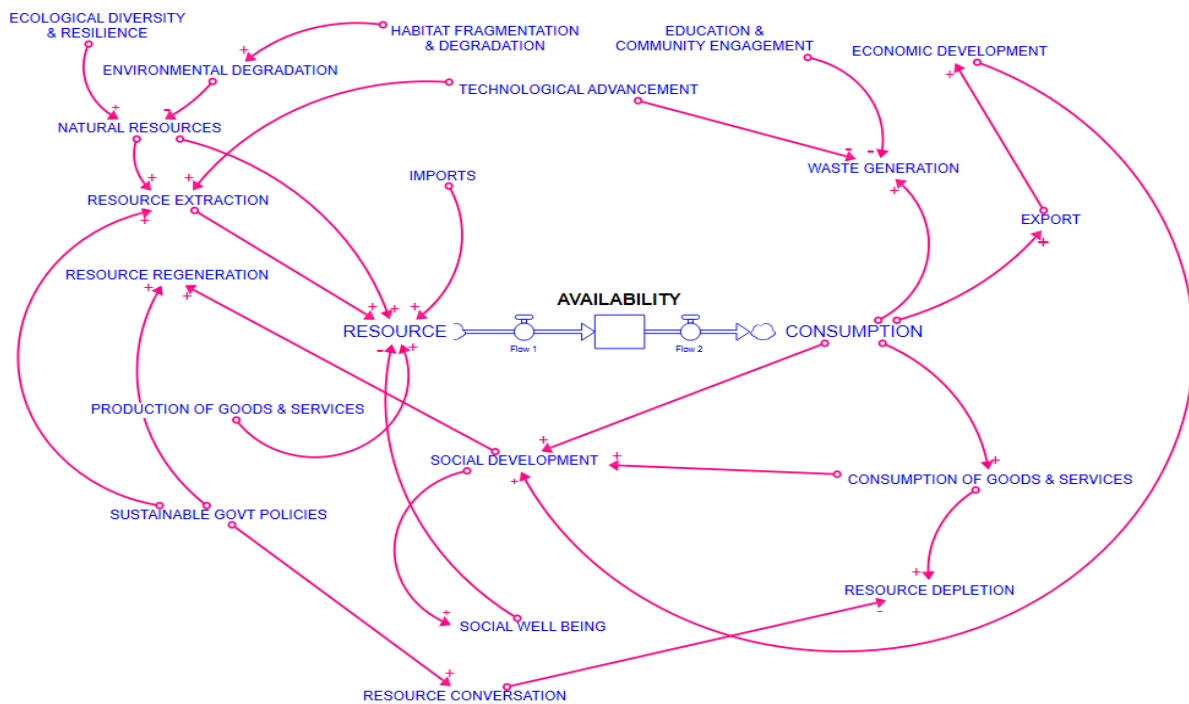 ECOLOGICAL DIVERSITY
& RESILIENCE
HABITAT FRAGMENTATION
& DEGRADATION
EDUCATION &
COMMUNITY ENGAGEMENT
ECONOMIC DEVELOPMENT
ENVIRONMENTAL DEGRADATION
TECHNOLOGICAL ADVANCEMENT
NATURAL RESOURCES
WASTE GENERATION
IMPORTS
RESOURCE EXTRACTION
EXPORT
RESOURCE REGENERATION
AVAILABILITY
RESOURCE
CONSUMPTION
Flow 1
Flow 2
PRODUCTION OF GOODS & SERVICES
SOCIAL DEVELOPMENT
CONSUMPTION OF GOODS & SERVICES
SUSTAINABLE GOVT POLICIES
RESOURCE DEPLETION
SOCIAL WELL BEING
RESOURCE CONVERSATION